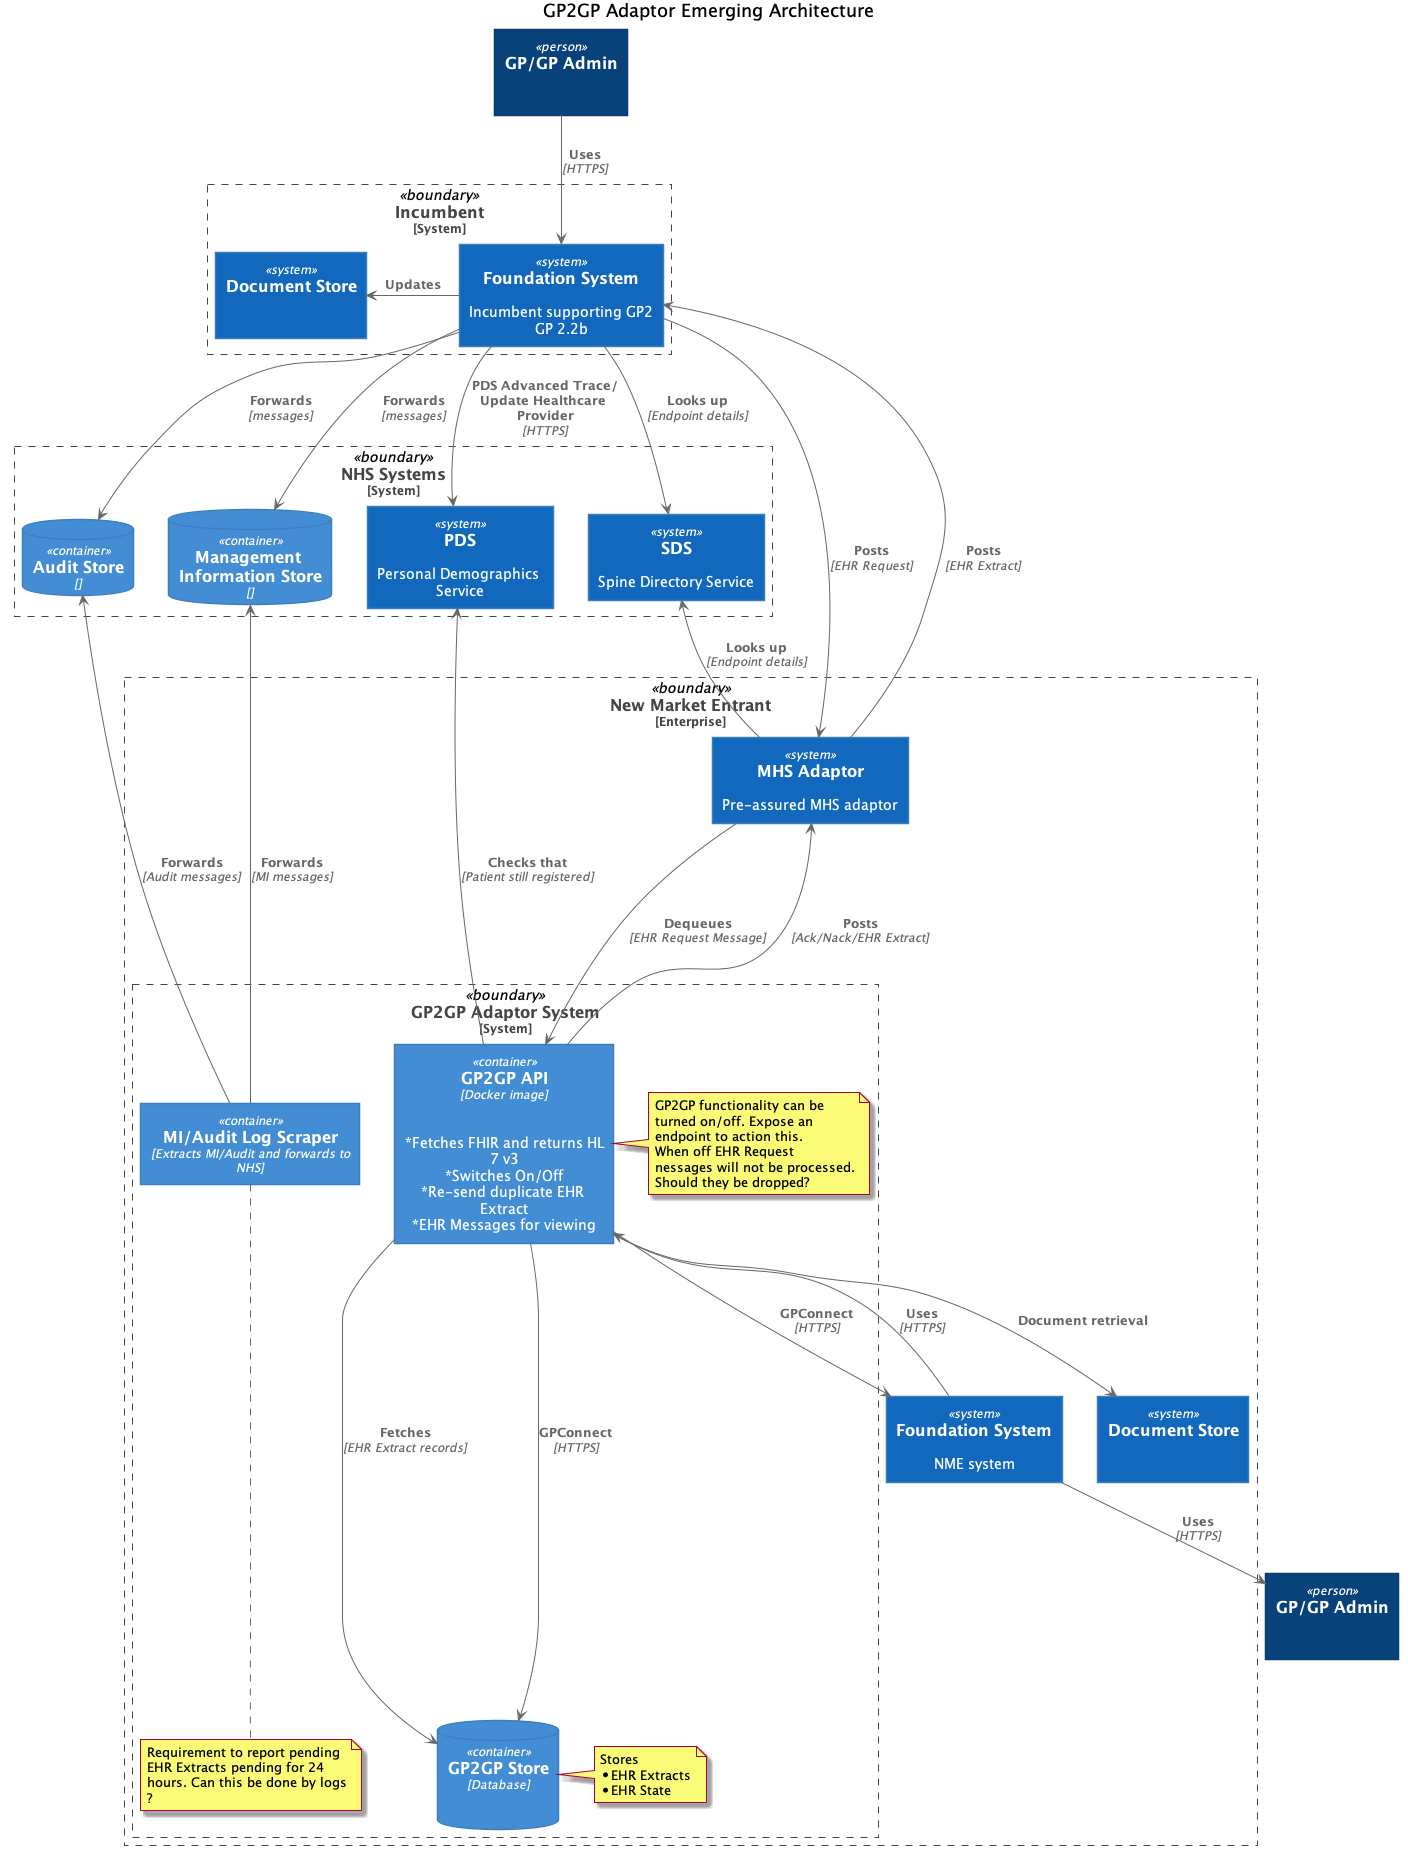 GP2GP Adaptor Emerging Architecture
«person»
GP/GP Admin
Uses
[HTTPS]
«boundary»
Incumbent
[System]
«system»
Document Store
Updates
«system»
Foundation System
Incumbent supporting GP2
GP 2.2b
Forwards
[messages]
Forwards
[messages]
PDS Advanced Trace/
Update Healthcare
Provider
[HTTPS]
Looks up
[Endpoint details]
Posts
[EHR Request]
Posts
[EHR Extract]
«boundary»
NHS Systems
[System]
«container»
Audit Store
[]
«container»
Management
Information Store
[]
«system»
PDS
Personal Demographics
Service
«system»
SDS
Spine Directory Service
Looks up
[Endpoint details]
«boundary»
New Market Entrant
[Enterprise]
«system»
MHS Adaptor
Pre-assured MHS adaptor
Forwards
[Audit messages]
Forwards
[MI messages]
Checks that
[Patient still registered]
Dequeues
[EHR Request Message]
Posts
[Ack/Nack/EHR Extract]
«boundary»
GP2GP Adaptor System
[System]
«container»
MI/Audit Log Scraper
[Extracts MI/Audit and forwards to
NHS]
«container»
GP2GP API
[Docker image]
*Fetches FHIR and returns HL
7 v3
*Switches On/Off
*Re-send duplicate EHR
Extract
*EHR Messages for viewing
GP2GP functionality can be
turned on/off. Expose an
endpoint to action this.
When off EHR Request
nessages will not be processed.
Should they be dropped?
GPConnect
[HTTPS]
Uses
[HTTPS]
Document retrieval
Fetches
[EHR Extract records]
GPConnect
[HTTPS]
«system»
Foundation System
NME system
«system»
Document Store
Uses
[HTTPS]
«person»
GP/GP Admin
Requirement to report pending
EHR Extracts pending for 24
hours. Can this be done by logs
?
«container»
GP2GP Store
[Database]
Stores
•EHR Extracts
•EHR State